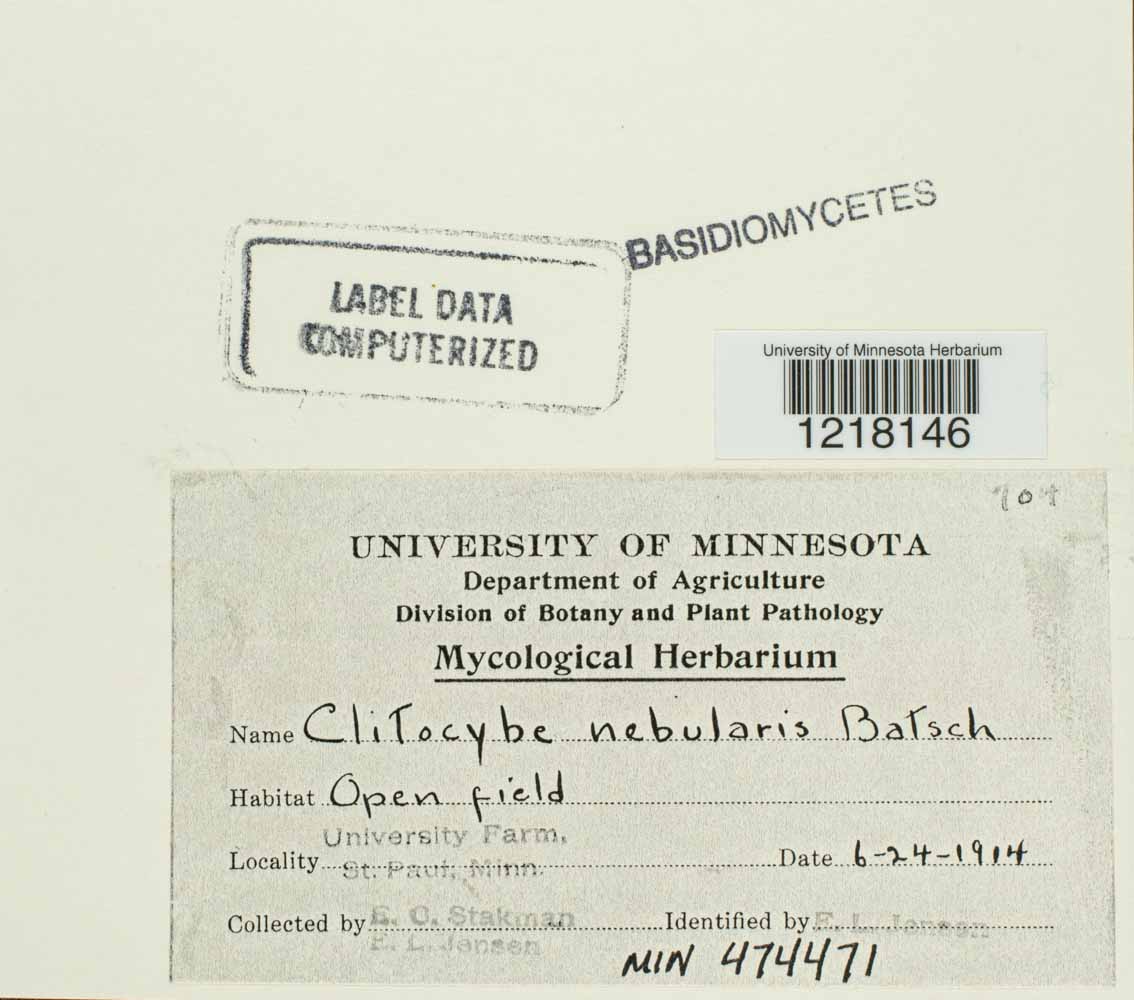 BASIDIOMYCETES
LABEL DATA
COMPUTERIZED
University of Minnesota Herbarium
1218146
UNIVERSITY OF MINNESOTA
Department of Agriculture
Division of Botany and Plant Pathology
Mycological Herbarium
Name Clitocybe nebularis Batsch
Habitat Open field
University Farm,
Locality St. Paul, Minn. Date 6-24-1914
Collected by E. C. Stakman Identified by E. L. Jensen
E. L. Jensen
MIN 474471